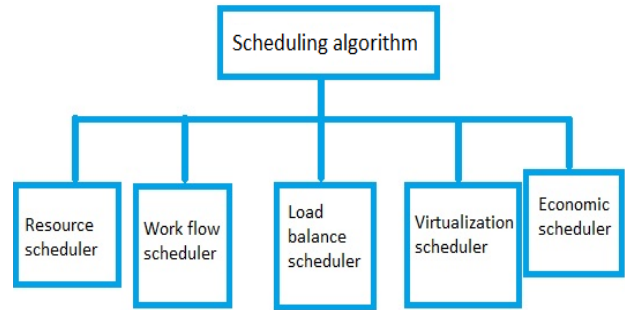 Scheduling algorithm
Resource
scheduler
Work flow
scheduler
Load
balance
scheduler
Virtualization
scheduler
Economic
scheduler